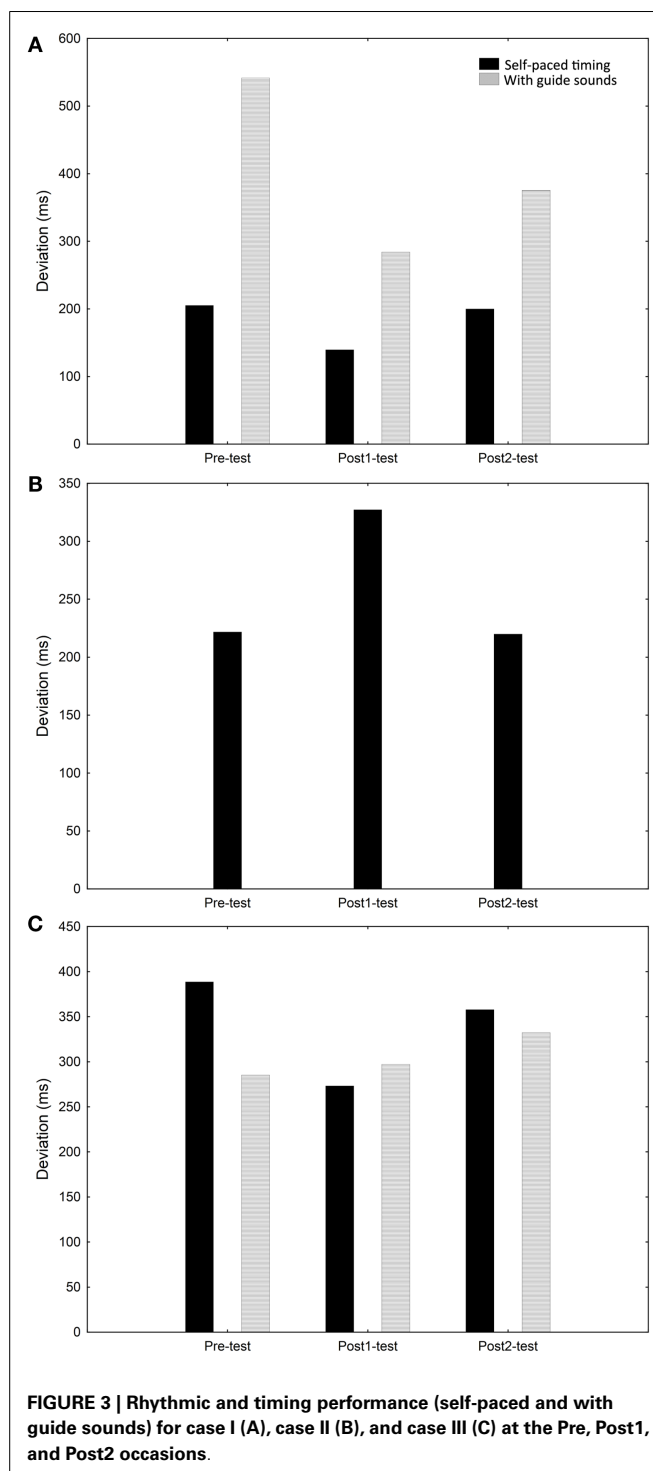 A
600
500
400
300
200
100
0
Deviation (ms)
Self-paced timing
With guide sounds
Pre-test Post1-test Post2-test
B
350
300
250
200
150
100
50
0
Deviation (ms)
Pre-test Post1-test Post2-test
C
450
400
350
300
250
200
150
100
50
0
Deviation (ms)
Pre-test Post1-test Post2-test
FIGURE 3 | Rhythmic and timing performance (self-paced and with
guide sounds) for case I (A), case II (B), and case III (C) at the Pre, Post1,
and Post2 occasions.